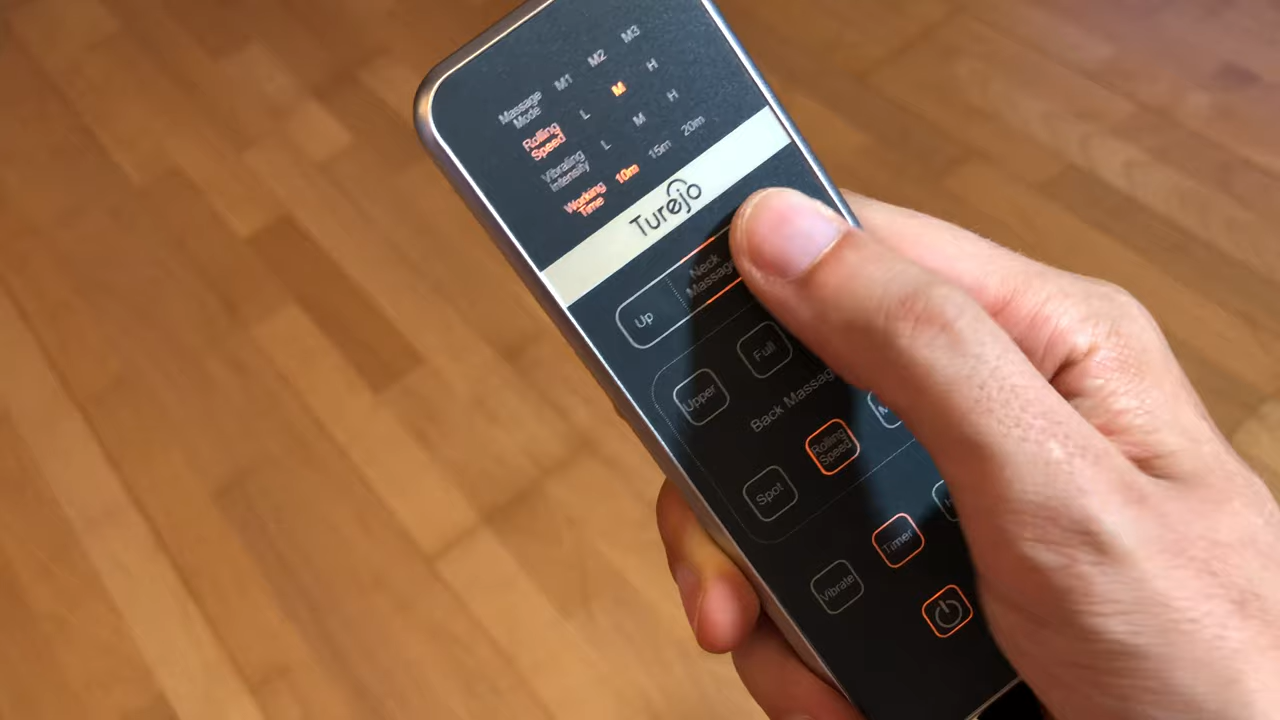 Massage
Mode
M1 M2 M3
Rolling
Speed
L M H
Vibrating
Intensity
L M H
Working
Time
10m 15m 20m
Turejo
Up
Neck
Massage
Upper
Full
Back Massag
Spot
Rolling
Speed
M
Vibrate
Timer
H